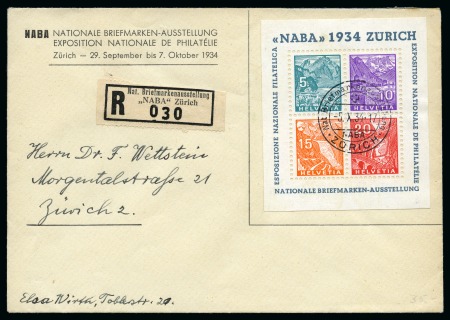 NABA NATIONALE BRIEFMARKEN-AUSSTELLUNG
EXPOSITION NATIONALE DE PHILATÉLIE
Zürich — 29. September bis 7. Oktober 1934
R
Nat. Briefmarkenausstellung
„NABA" Zürich
030
«NABA» 1934 ZURICH
ESPOSIZIONE NAZIONALE FILATELICA
EXPOSITION NATIONALE DE PHILATÉLIE
5
HELVETIA
10
HELVETIA
15
HELVETIA
20
HELVETIA
NABA
ZÜRICH
NATIONALE BRIEFMARKEN-AUSSTELLUNG
Herrn Dr. F. Wettstein
Morgentalstrasse 21
Zürich 2.
Elsa Wirth, Toblerstr. 21.